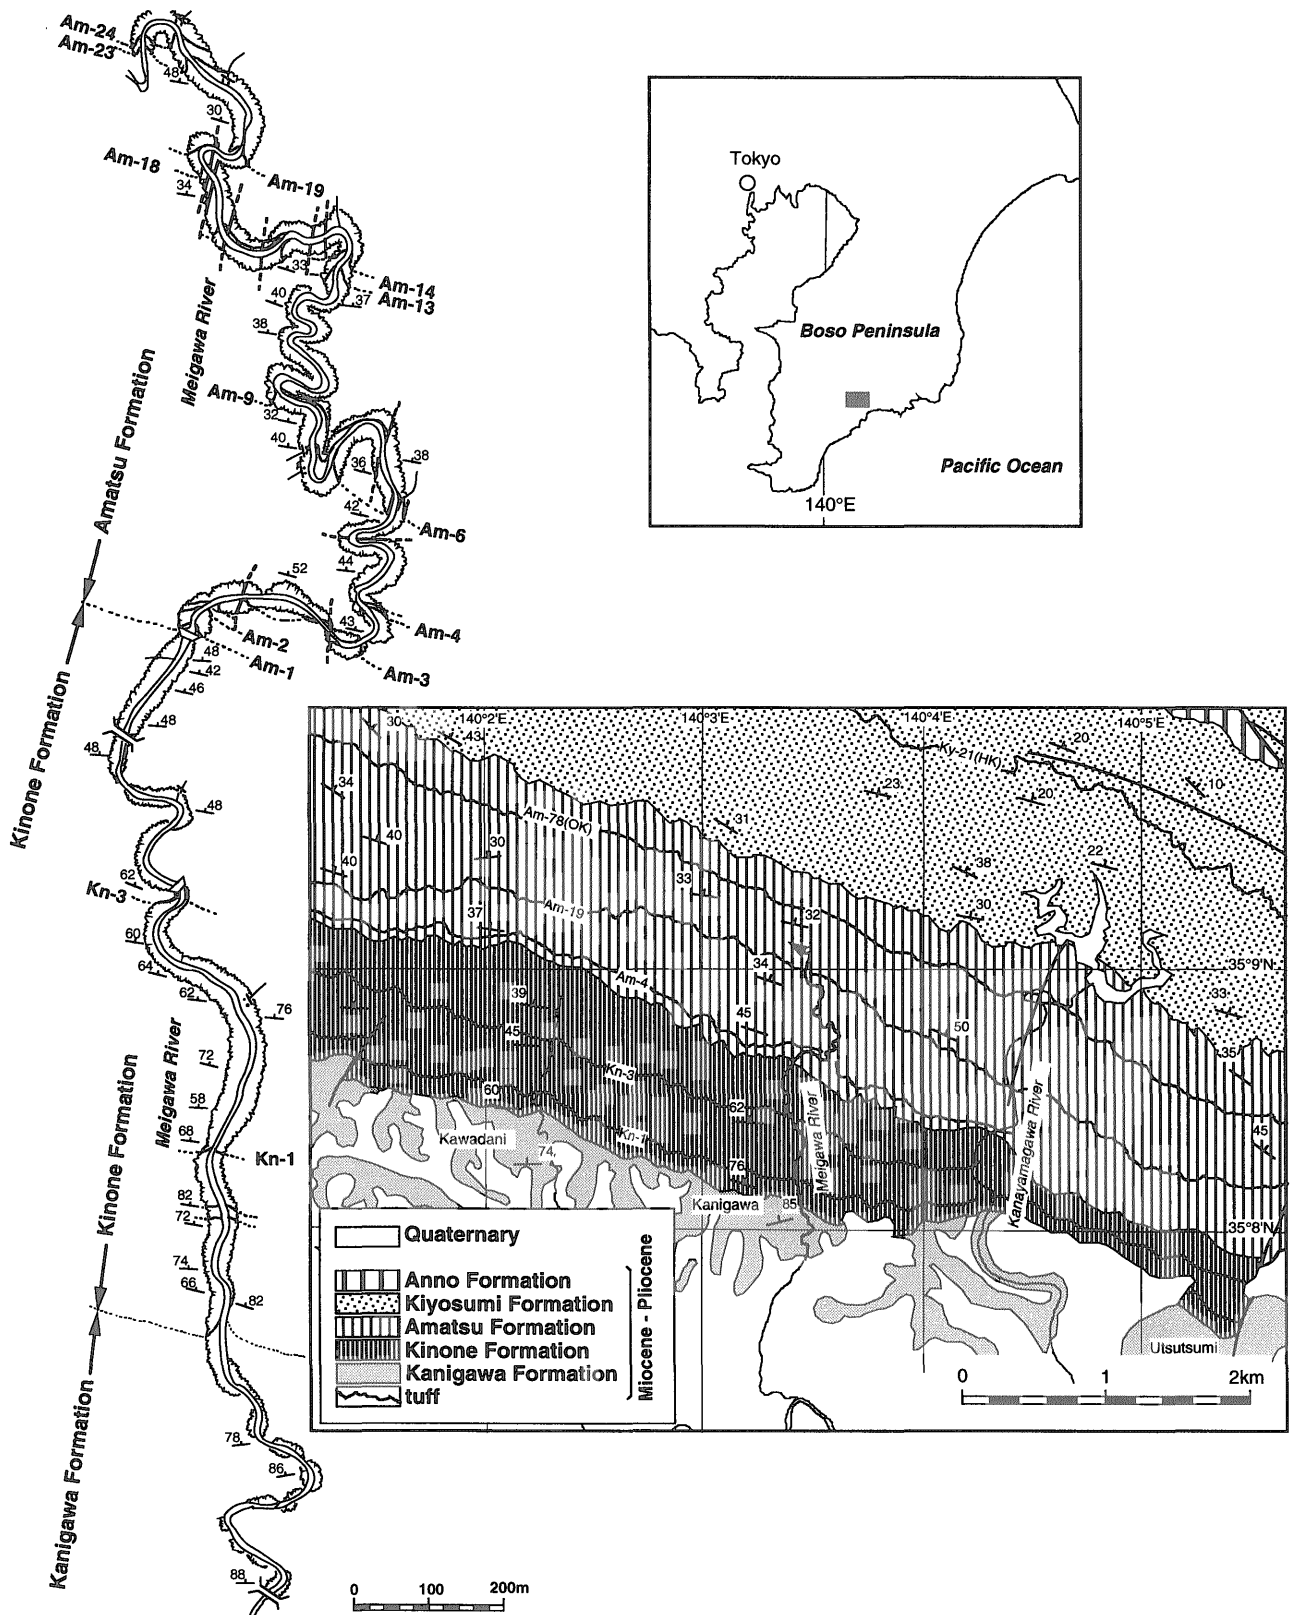 Am-24
Am-23
48
30
Am-18
Am-19
34
33
Am-14
Am-13
40
37
38
Meigawa River
Am-9
32
40
36
38
42
Am-6
44
52
43
Am-4
Am-2
Am-1
Am-3
Amatsu Formation
48
42
46
48
48
Kinone Formation
48
62
Kn-3
60
64
62
76
Meigawa River
72
58
68
Kn-1
82
72
74
66
82
Kinone Formation
78
86
88
Kanigawa Formation
0 100 200m
Tokyo
Boso Peninsula
Pacific Ocean
140°E
30 140°2'E 140°3'E 140°4'E 140°5'E
43
20
Ky-21(HK)
34
23
20
10
Am-78(OK)
31
40
30
22
40
38
33
Am-19
37
32
30
Am-4
34
35°9'N
39
33
45
45
50
35
Kn-3
60
62
45
Kn-1
Kawadani
74
76
Meigawa River
Kanayamagawa River
Kanigawa
85
35°8'N
Utsutsumi
0 1 2km
Quaternary
Anno Formation
Kiyosumi Formation
Amatsu Formation
Kinone Formation
Kanigawa Formation
tuff
Miocene - Pliocene